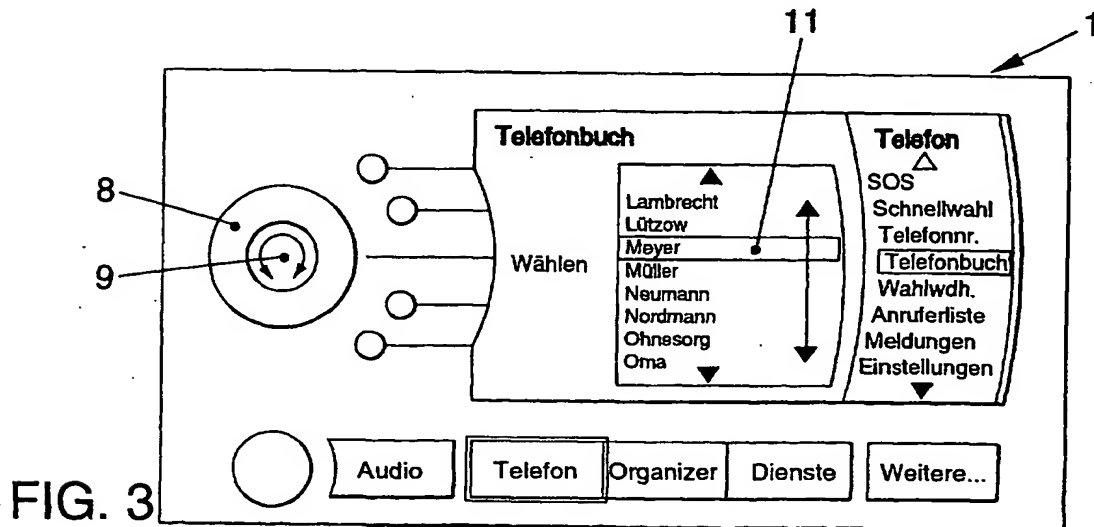 11
1
8
9
Telefonbuch
Wählen
Lambrecht
Lützow
Meyer
Müller
Neumann
Nordmann
Ohnesorg
Oma
Telefon
SOS
Schnellwahl
Telefonnr.
Telefonbuch
Wahlwdh.
Anruferliste
Meldungen
Einstellungen
Audio
Telefon
Organizer
Dienste
Weitere...
FIG. 3